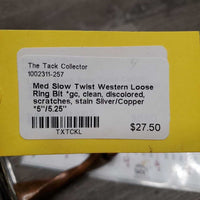 The Tack Collector
1002311-257
Med Slow Twist Western Loose
Ring Bit *gc, clean, discolored,
scratches, stain Silver/Copper
*5"/5.25"
TXTCKL
$27.50